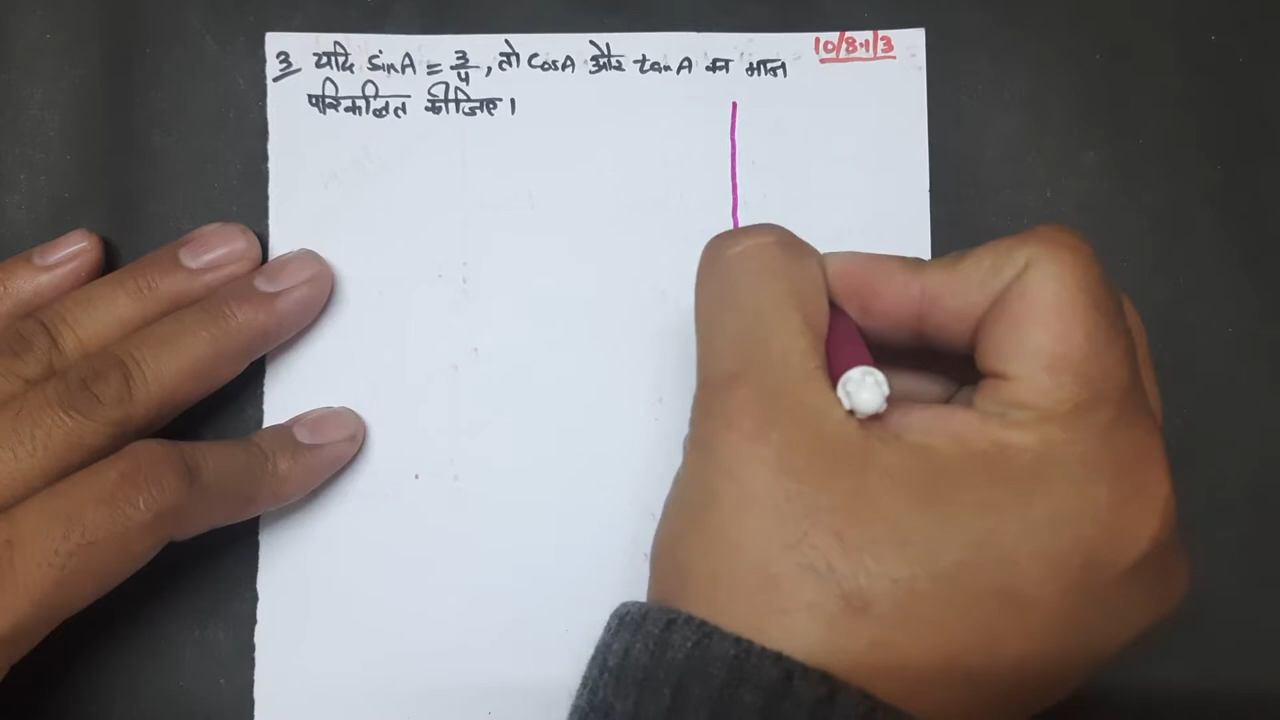 3 यदि sinA = 3/4, तो cosA और tanA का मान
परिकलित कीजिए।
10/8.1/3